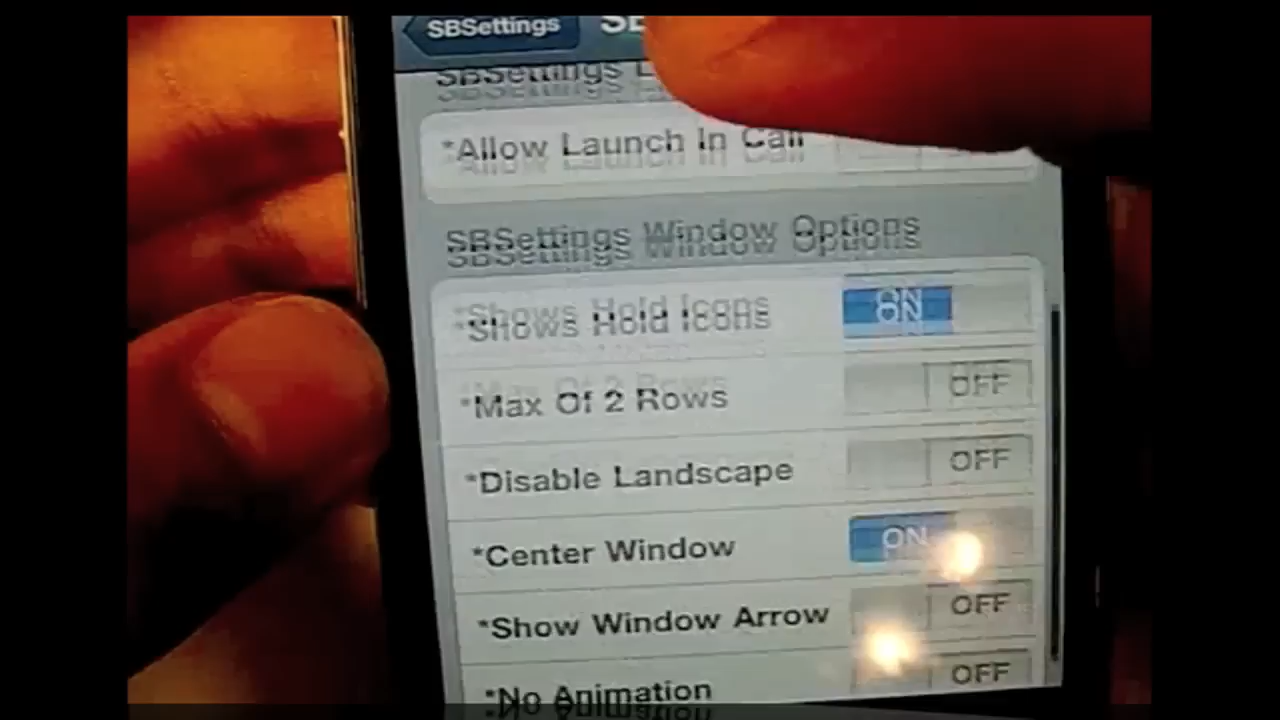 SBSettings
SBSettings
*Allow Launch In Call
SBSettings Window Options
*Shows Hold Icons ON
*Max Of 2 Rows OFF
*Disable Landscape OFF
*Center Window ON
*Show Window Arrow OFF
*No Animation OFF